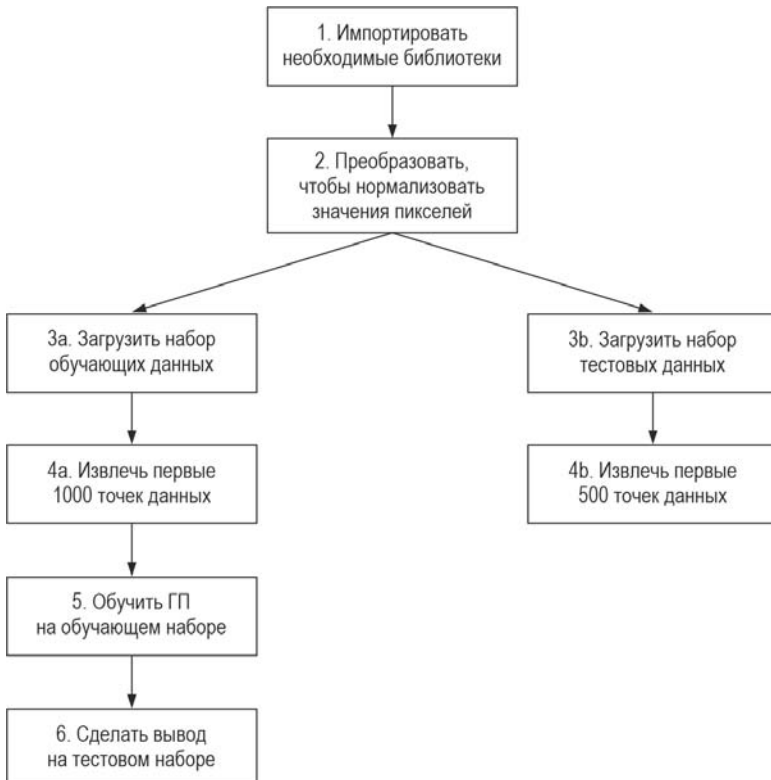 1. Импортировать
необходимые библиотеки
2. Преобразовать,
чтобы нормализовать
значения пикселей
3a. Загрузить набор
обучающих данных
3b. Загрузить набор
тестовых данных
4a. Извлечь первые
1000 точек данных
4b. Извлечь первые
500 точек данных
5. Обучить ГП
на обучающем наборе
6. Сделать вывод
на тестовом наборе